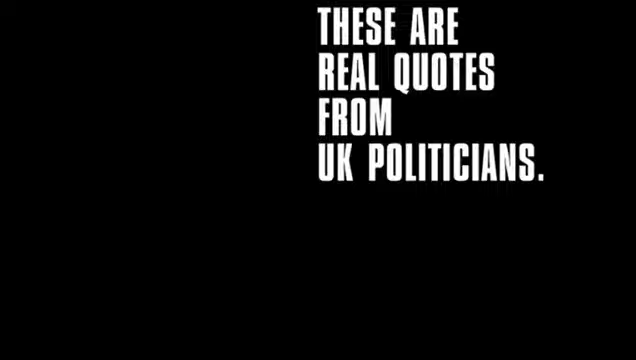 THESE ARE
REAL QUOTES
FROM
UK POLITICIANS.